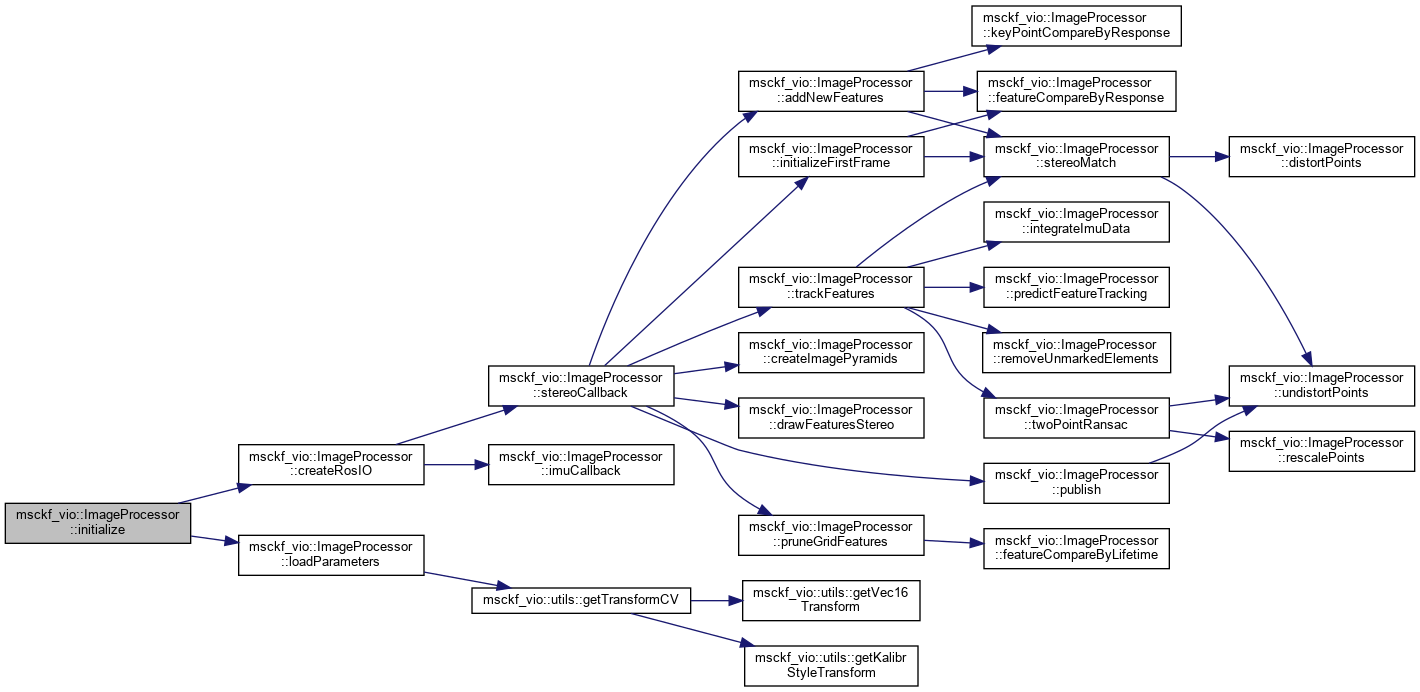 msckf_vio::ImageProcessor
::initialize
msckf_vio::ImageProcessor
::createRosIO
msckf_vio::ImageProcessor
::loadParameters
msckf_vio::ImageProcessor
::stereoCallback
msckf_vio::ImageProcessor
::imuCallback
msckf_vio::utils::getTransformCV
msckf_vio::ImageProcessor
::addNewFeatures
msckf_vio::ImageProcessor
::initializeFirstFrame
msckf_vio::ImageProcessor
::trackFeatures
msckf_vio::ImageProcessor
::createImagePyramids
msckf_vio::ImageProcessor
::drawFeaturesStereo
msckf_vio::ImageProcessor
::pruneGridFeatures
msckf_vio::utils::getVec16
Transform
msckf_vio::utils::getKalibr
StyleTransform
msckf_vio::ImageProcessor
::keyPointCompareByResponse
msckf_vio::ImageProcessor
::featureCompareByResponse
msckf_vio::ImageProcessor
::stereoMatch
msckf_vio::ImageProcessor
::integrateImuData
msckf_vio::ImageProcessor
::predictFeatureTracking
msckf_vio::ImageProcessor
::removeUnmarkedElements
msckf_vio::ImageProcessor
::twoPointRansac
msckf_vio::ImageProcessor
::publish
msckf_vio::ImageProcessor
::featureCompareByLifetime
msckf_vio::ImageProcessor
::distortPoints
msckf_vio::ImageProcessor
::undistortPoints
msckf_vio::ImageProcessor
::rescalePoints